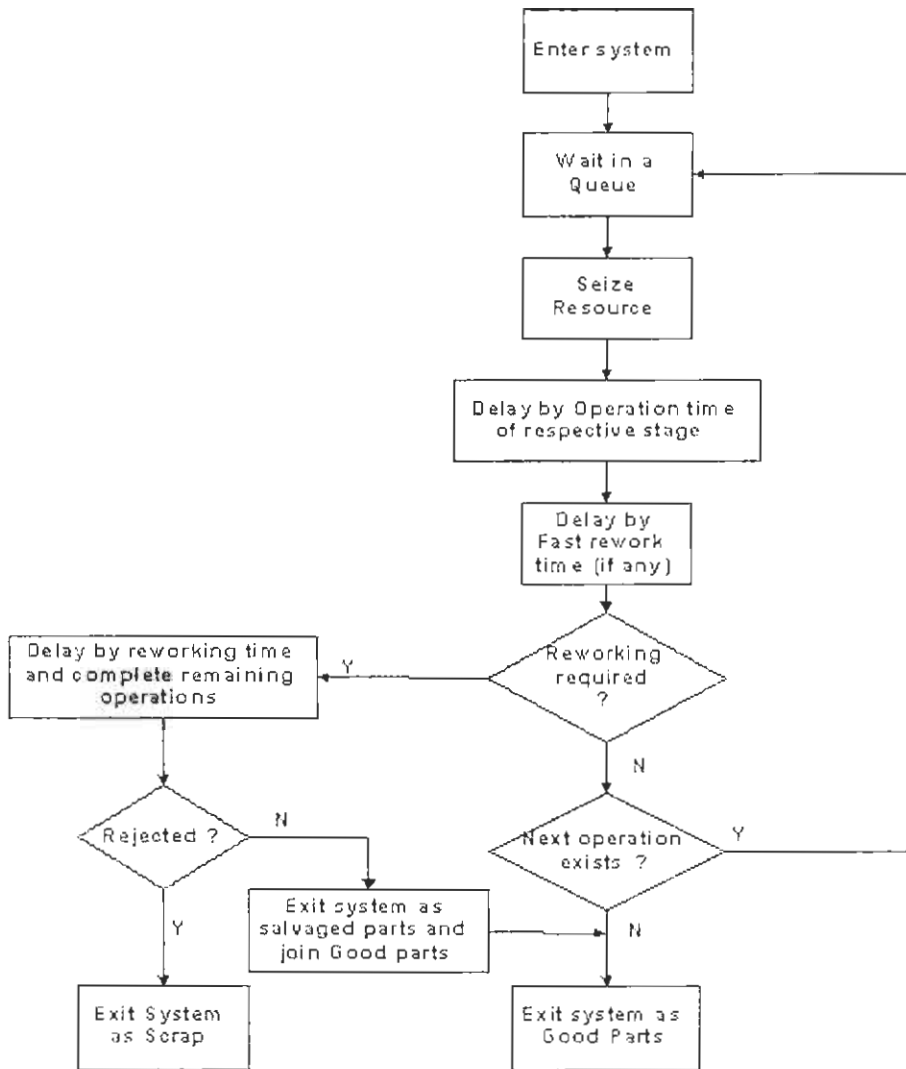 Enter system
Wait in a
Queue
Seize
Resource
Delay by Operation time
of respective stage
Delay by
Fast rework
time (if any)
Reworking
required
?
Y
Delay by reworking time
and complete remaining
operations
N
Rejected ?
N
Next operation
exists ?
Y
Exit system as
salvaged parts and
join Good parts
Y
N
Exit System
as Scrap
Exit system as
Good Parts